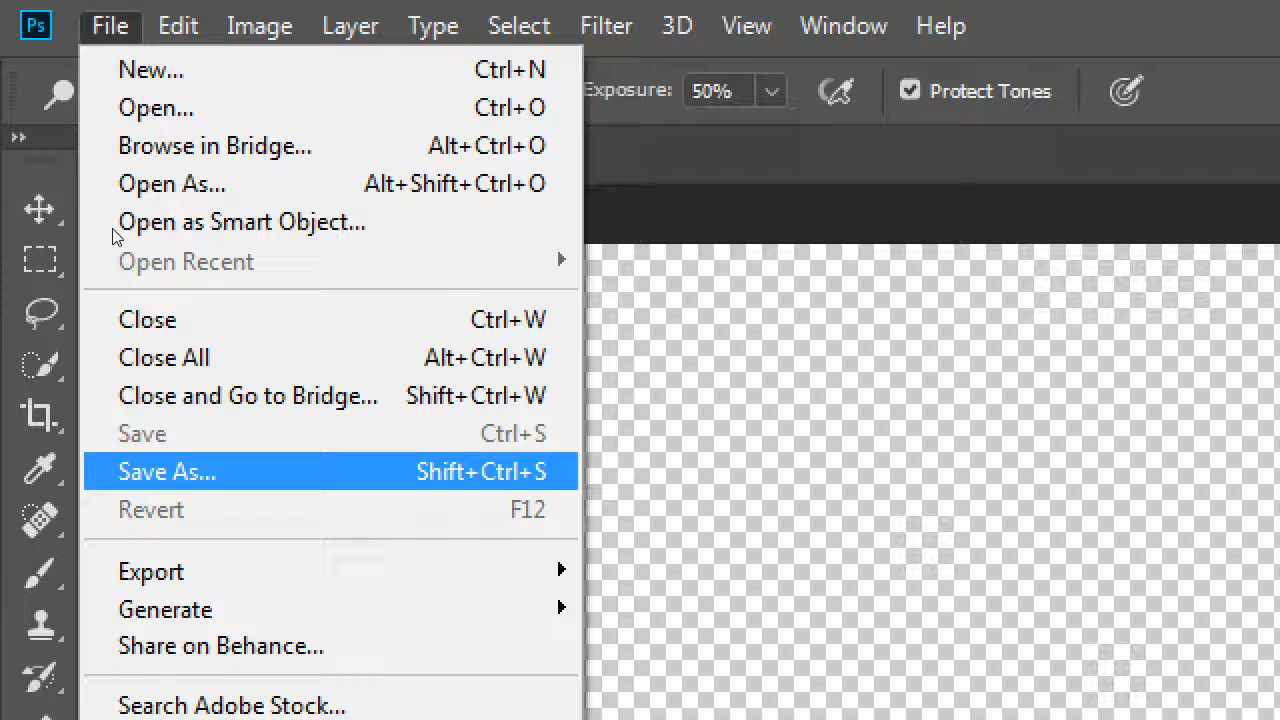 Ps File Edit Image Layer Type Select Filter 3D View Window Help
Exposure: 50% Protect Tones
New... Ctrl+N
Open... Ctrl+O
Browse in Bridge... Alt+Ctrl+O
Open As... Alt+Shift+Ctrl+O
Open as Smart Object...
Open Recent
Close Ctrl+W
Close All Alt+Ctrl+W
Close and Go to Bridge... Shift+Ctrl+W
Save Ctrl+S
Save As... Shift+Ctrl+S
Revert F12
Export
Generate
Share on Behance...
Search Adobe Stock...